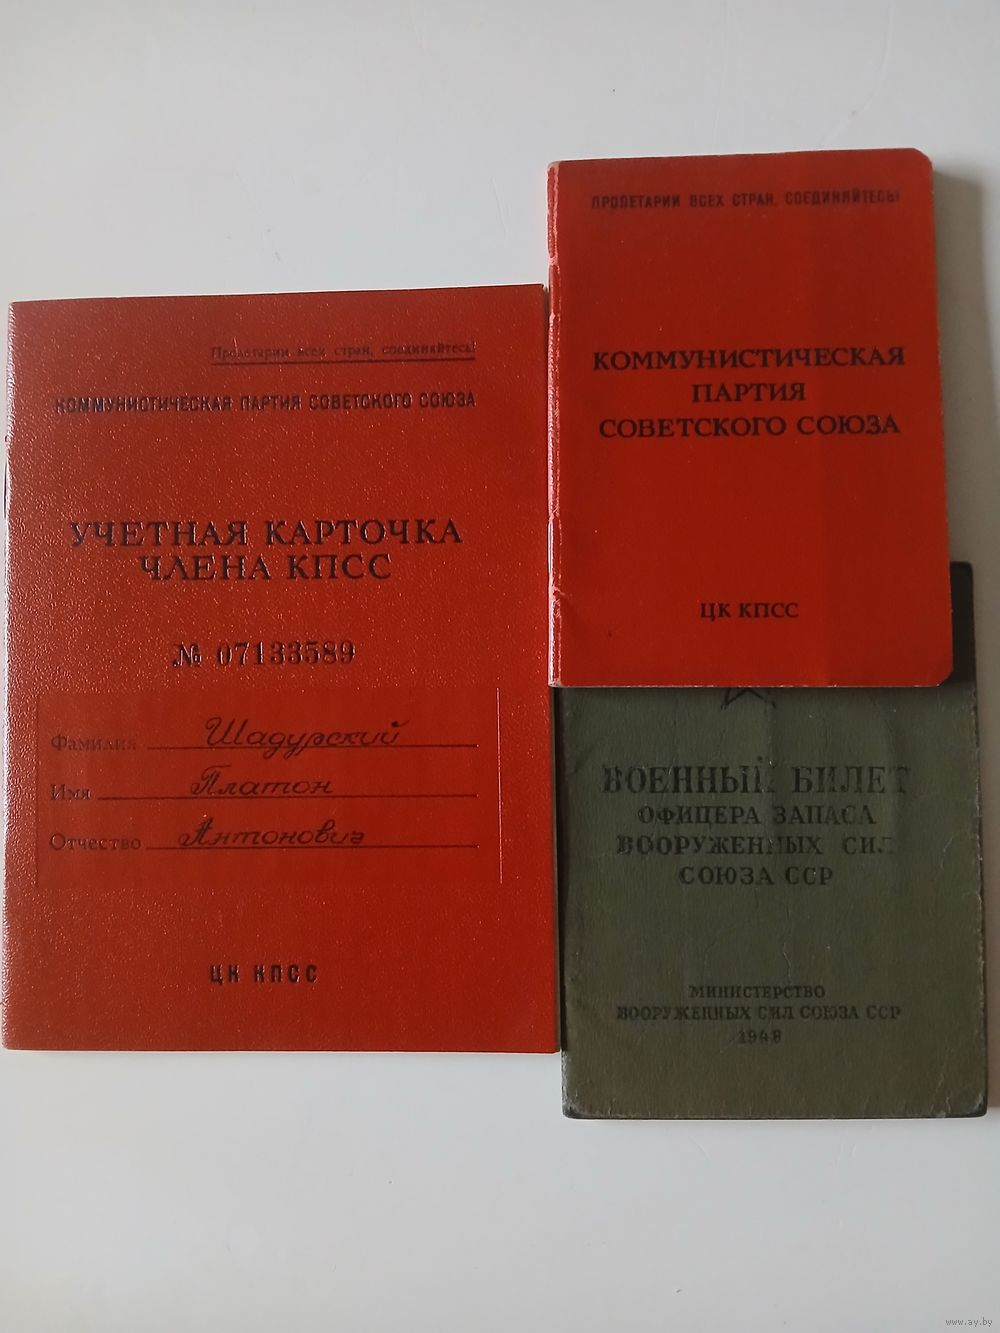 Пролетарии всех стран, соединяйтесь!
КОММУНИСТИЧЕСКАЯ ПАРТИЯ СОВЕТСКОГО СОЮЗА
УЧЕТНАЯ КАРТОЧКА
ЧЛЕНА КПСС
№ 07133589
Фамилия Шадурский
Имя Платон
Отчество Антонович
ЦК КПСС
ПРОЛЕТАРИИ ВСЕХ СТРАН, СОЕДИНЯЙТЕСЬ!
КОММУНИСТИЧЕСКАЯ
ПАРТИЯ
СОВЕТСКОГО СОЮЗА
ЦК КПСС
ВОЕННЫЙ БИЛЕТ
ОФИЦЕРА ЗАПАСА
ВООРУЖЕННЫХ СИЛ
СОЮЗА ССР
МИНИСТЕРСТВО
ВООРУЖЕННЫХ СИЛ СОЮЗА ССР
1948
www.ay.by